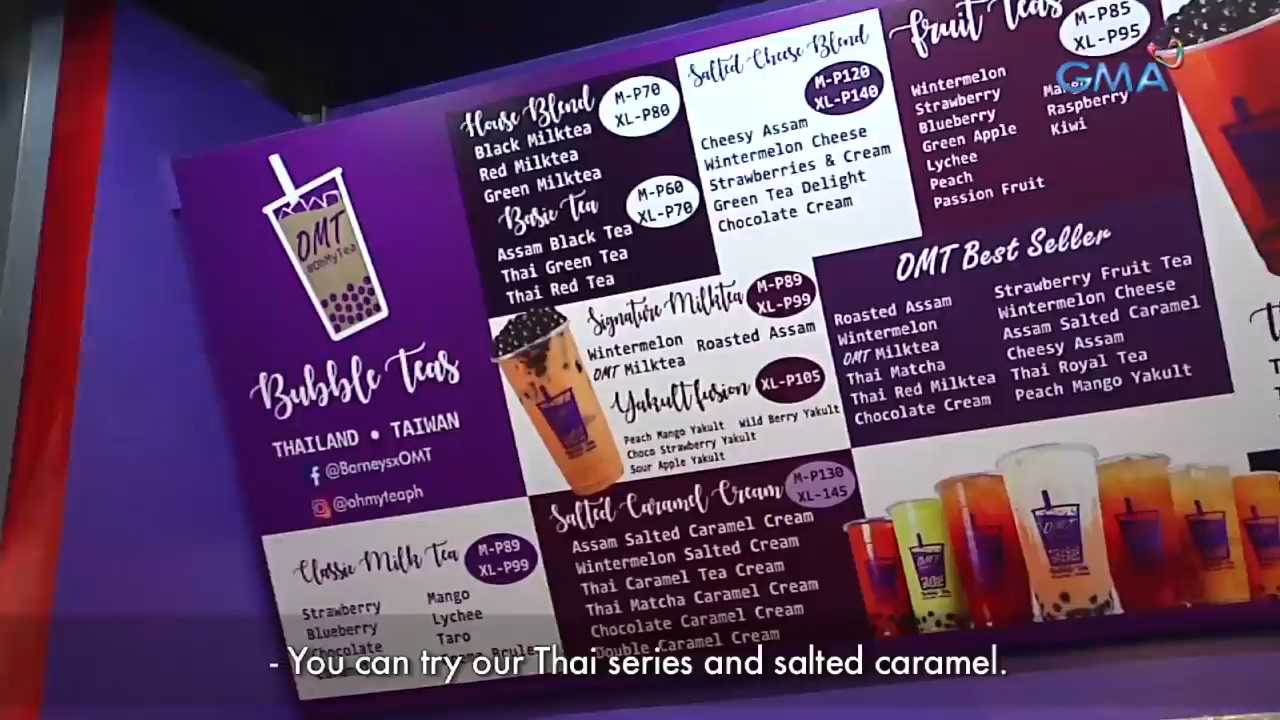 OMT
@OhMyTea
Bubble Teas
THAILAND • TAIWAN
@BarneysxOMT
@ohmyteaph
House Blend
M-P70
XL-P80
Black Milktea
Red Milktea
Green Milktea
Basic Tea
M-P60
XL-P70
Assam Black Tea
Thai Green Tea
Thai Red Tea
Salted Cheese Blend
M-P120
XL-P140
Cheesy Assam
Wintermelon Cheese
Strawberries & Cream
Green Tea Delight
Chocolate Cream
fruit Teas
M-P85
XL-P95
Wintermelon
Strawberry
Blueberry
Green Apple
Lychee
Peach
Passion Fruit
Raspberry
Kiwi
GMA
Signature Milktea
M-P89
XL-P99
Wintermelon Roasted Assam
OMT Milktea
Yakult fusion
XL-P105
Peach Mango Yakult Wild Berry Yakult
Choco Strawberry Yakult
Sour Apple Yakult
OMT Best Seller
Roasted Assam
Wintermelon
OMT Milktea
Thai Matcha
Thai Red Milktea
Chocolate Cream
Strawberry Fruit Tea
Wintermelon Cheese
Assam Salted Caramel
Cheesy Assam
Thai Royal Tea
Peach Mango Yakult
Classic Milk Tea
M-P89
XL-P99
Strawberry
Blueberry
Chocolate
Mango
Lychee
Taro
Salted Caramel Cream
M-P130
XL-145
Assam Salted Caramel Cream
Wintermelon Salted Cream
Thai Caramel Tea Cream
Thai Matcha Caramel Cream
Chocolate Caramel Cream
Double Caramel Cream
OMT
OMT
- You can try our Thai series and salted caramel.